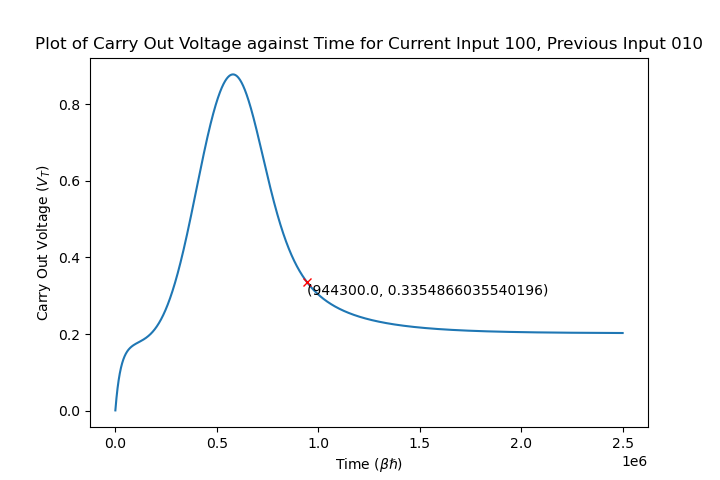 Plot of Carry Out Voltage against Time for Current Input 100, Previous Input 010
Carry Out Voltage (V_T)
0.8
0.6
0.4
0.2
0.0
(944300.0, 0.3354866035540196)
0.0 0.5 1.0 1.5 2.0 2.5
1e6
Time (βℏ)